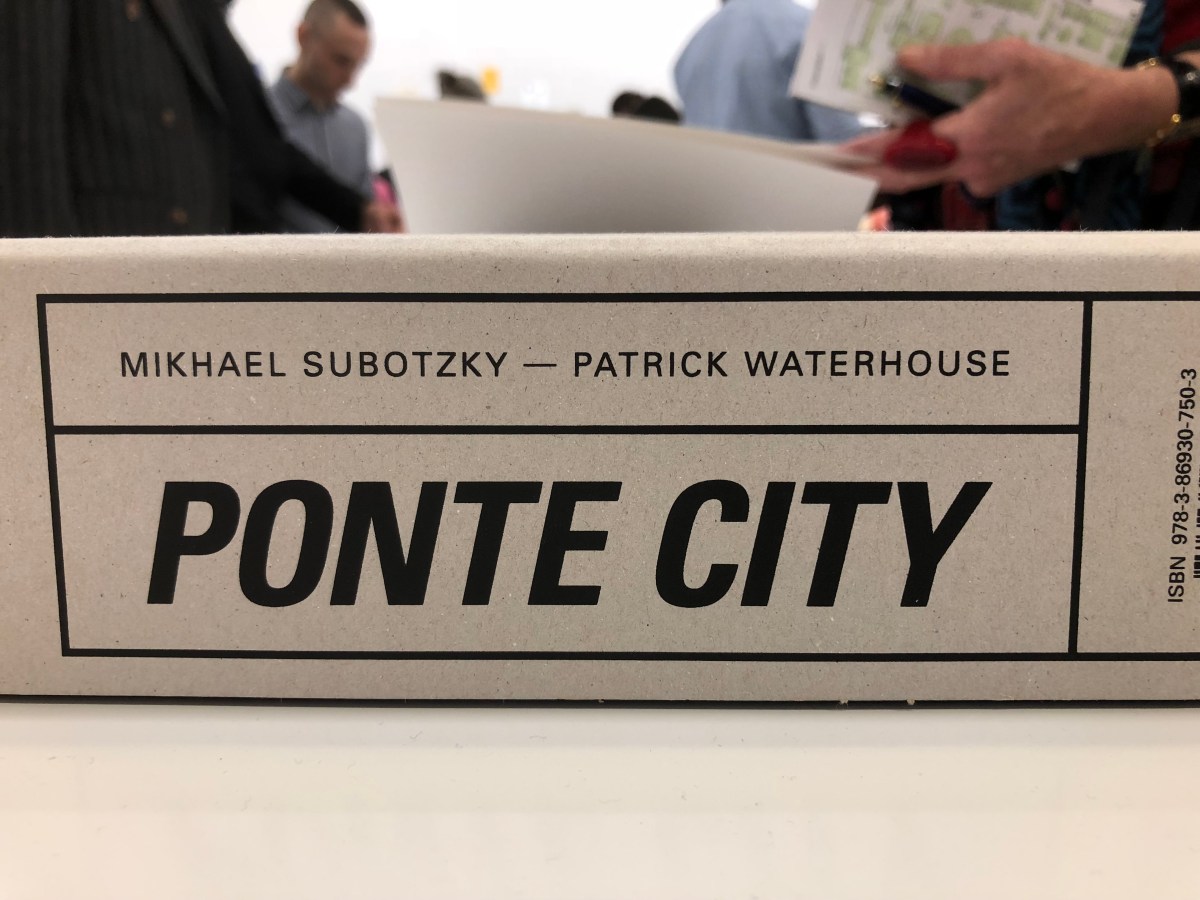 MIKHAEL SUBOTZKY — PATRICK WATERHOUSE
PONTE CITY
ISBN 978-3-86930-750-3